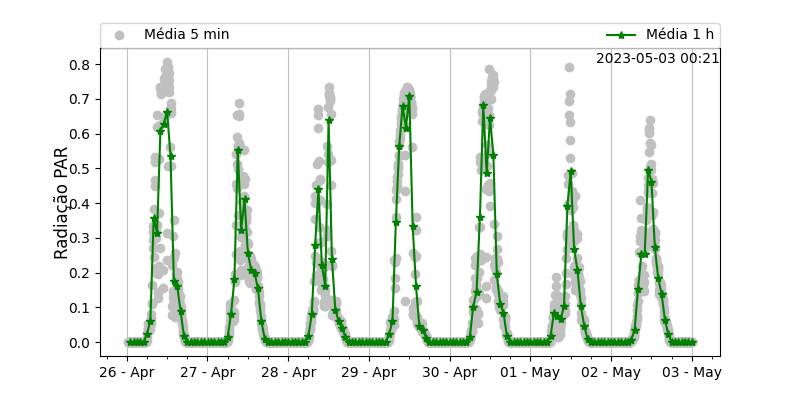 Média 5 min
Média 1 h
2023-05-03 00:21
Radiação PAR
0.8
0.7
0.6
0.5
0.4
0.3
0.2
0.1
0.0
26 - Apr
27 - Apr
28 - Apr
29 - Apr
30 - Apr
01 - May
02 - May
03 - May